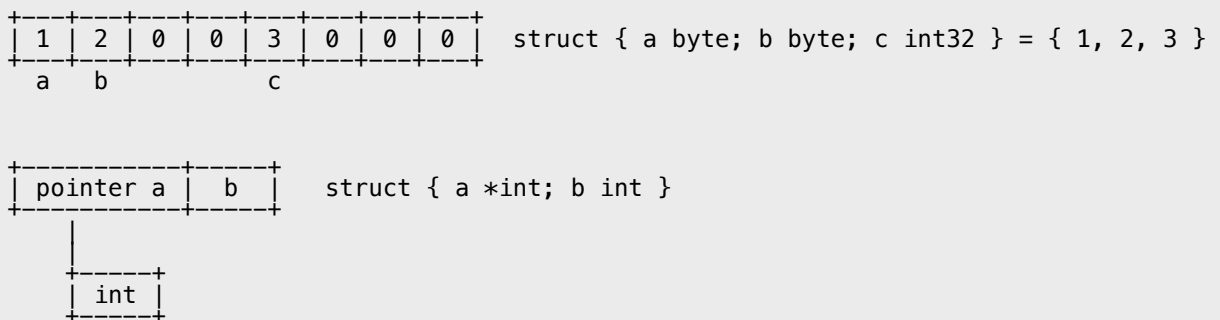 +---+---+---+---+---+---+---+---+
| 1 | 2 | 0 | 0 | 3 | 0 | 0 | 0 |  struct { a byte; b byte; c int32 } = { 1, 2, 3 }
+---+---+---+---+---+---+---+---+
  a   b           c
+-----------+-----+
| pointer a |  b  |   struct { a *int; b int }
+-----------+-----+
    |
    |
    +-----+
    | int |
    +-----+